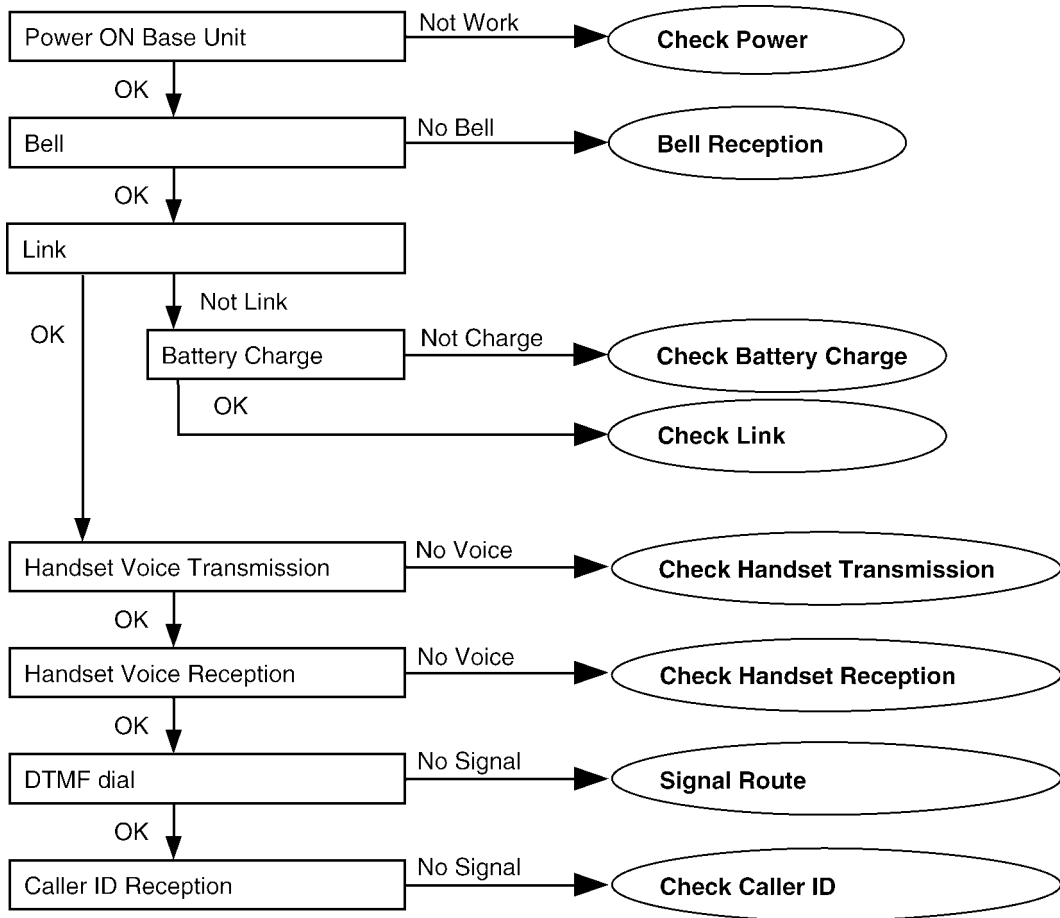 Power ON Base Unit
Not Work
Check Power
OK
Bell
No Bell
Bell Reception
OK
Link
OK
Not Link
Battery Charge
Not Charge
Check Battery Charge
OK
Check Link
Handset Voice Transmission
No Voice
Check Handset Transmission
OK
Handset Voice Reception
No Voice
Check Handset Reception
OK
DTMF dial
No Signal
Signal Route
OK
Caller ID Reception
No Signal
Check Caller ID